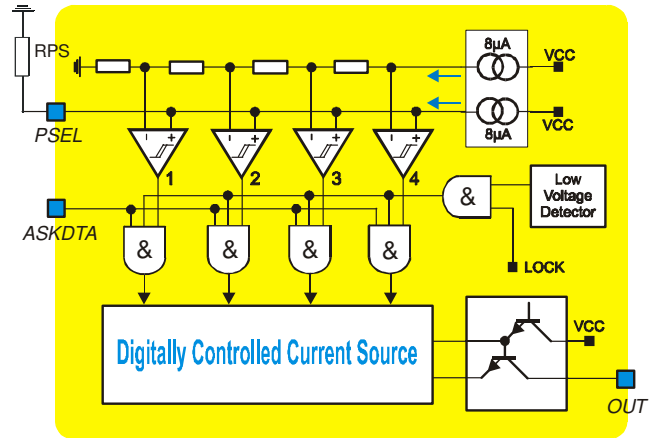 RPS
8µA
VCC
VCC
8µA
PSEL
- +
- +
- +
- +
1
2
3
4
&
Low
Voltage
Detector
ASKDTA
&
&
&
&
LOCK
Digitally Controlled Current Source
VCC
OUT